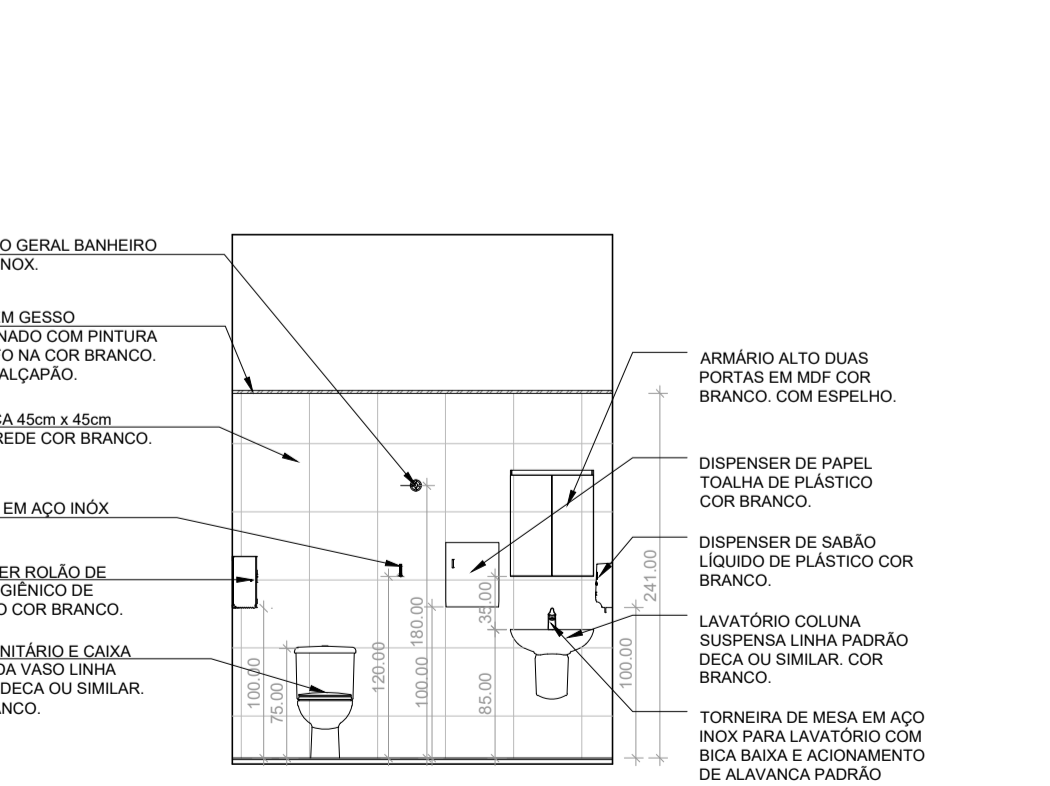 O GERAL BANHEIRO
NOX.
EM GESSO
NADO COM PINTURA
TO NA COR BRANCO.
ALÇAPÃO.
CA 45cm x 45cm
REDE COR BRANCO.
EM AÇO INÓX
ER ROLÃO DE
GIÊNICO DE
O COR BRANCO.
NITÁRIO E CAIXA
DA VASO LINHA
DECA OU SIMILAR.
NCO.
100.00
75.00
120.00
180.00
100.00
35.00
85.00
241.00
100.00
ARMÁRIO ALTO DUAS
PORTAS EM MDF COR
BRANCO. COM ESPELHO.
DISPENSER DE PAPEL
TOALHA DE PLÁSTICO
COR BRANCO.
DISPENSER DE SABÃO
LÍQUIDO DE PLÁSTICO COR
BRANCO.
LAVATÓRIO COLUNA
SUSPENSA LINHA PADRÃO
DECA OU SIMILAR. COR
BRANCO.
TORNEIRA DE MESA EM AÇO
INOX PARA LAVATÓRIO COM
BICA BAIXA E ACIONAMENTO
DE ALAVANCA PADRÃO